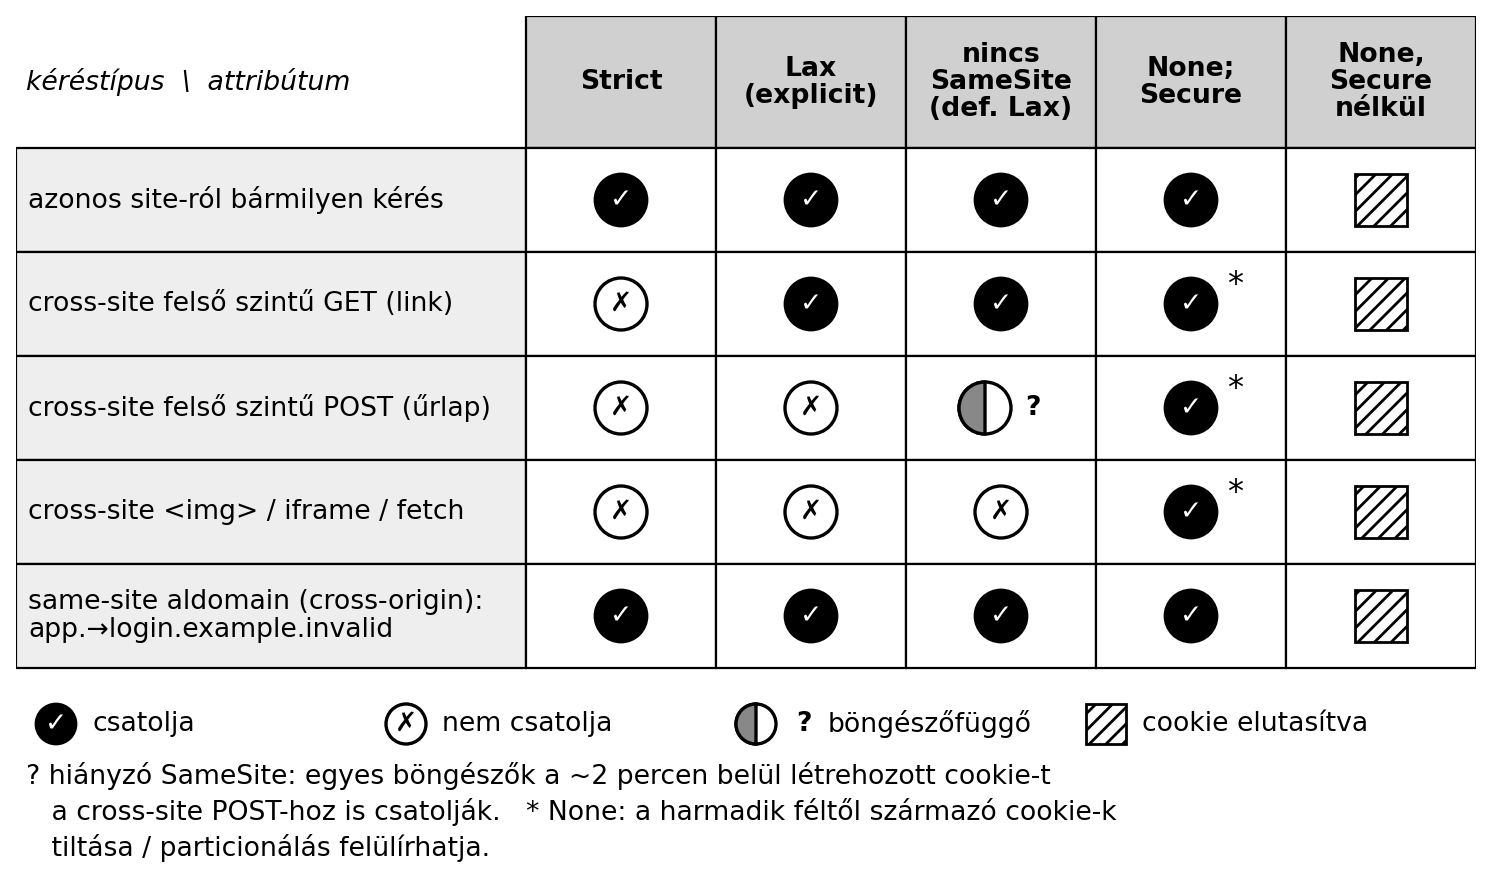 kéréstípus \ attribútum
Strict
Lax
(explicit)
nincs
SameSite
(def. Lax)
None;
Secure
None,
Secure
nélkül
azonos site-ról bármilyen kérés
✓ ✓ ✓ ✓
cross-site felső szintű GET (link)
✗ ✓ ✓ ✓ *
cross-site felső szintű POST (űrlap)
✗ ✗ ? ✓ *
cross-site <img> / iframe / fetch
✗ ✗ ✗ ✓ *
same-site aldomain (cross-origin):
app.→login.example.invalid
✓ ✓ ✓ ✓
✓ csatolja ✗ nem csatolja ? böngészőfüggő cookie elutasítva
? hiányzó SameSite: egyes böngészők a ~2 percen belül létrehozott cookie-t
a cross-site POST-hoz is csatolják. * None: a harmadik féltől származó cookie-k
tiltása / particionálás felülírhatja.